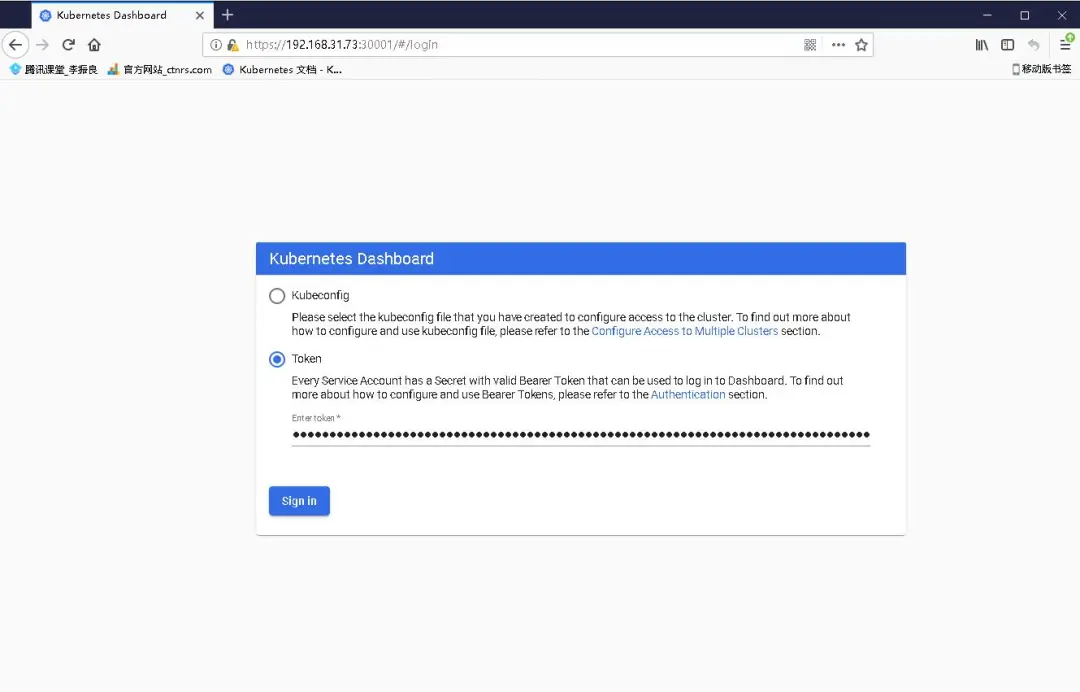 Kubernetes Dashboard
https://192.168.31.73:30001/#/login
腾讯课堂_李振良 官方网站_ctnrs.com Kubernetes 文档 - K... 移动版书签
Kubernetes Dashboard
Kubeconfig
Please select the kubeconfig file that you have created to configure access to the cluster. To find out more about
how to configure and use kubeconfig file, please refer to the Configure Access to Multiple Clusters section.
Token
Every Service Account has a Secret with valid Bearer Token that can be used to log in to Dashboard. To find out
more about how to configure and use Bearer Tokens, please refer to the Authentication section.
Enter token *
Sign in